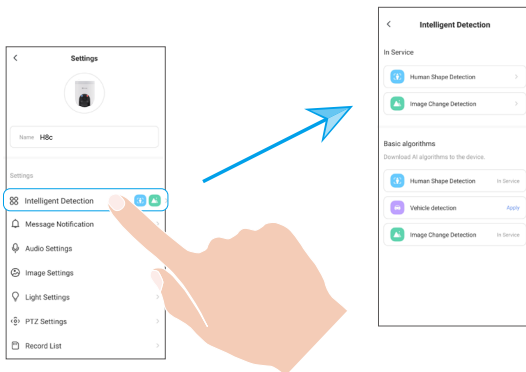 Settings
Name H8c
Settings
Intelligent Detection
Message Notification
Audio Settings
Image Settings
Light Settings
PTZ Settings
Record List
Intelligent Detection
In Service
Human Shape Detection
Image Change Detection
Basic algorithms
Download AI algorithms to the device.
Human Shape Detection In Service
Vehicle detection Apply
Image Change Detection In Service